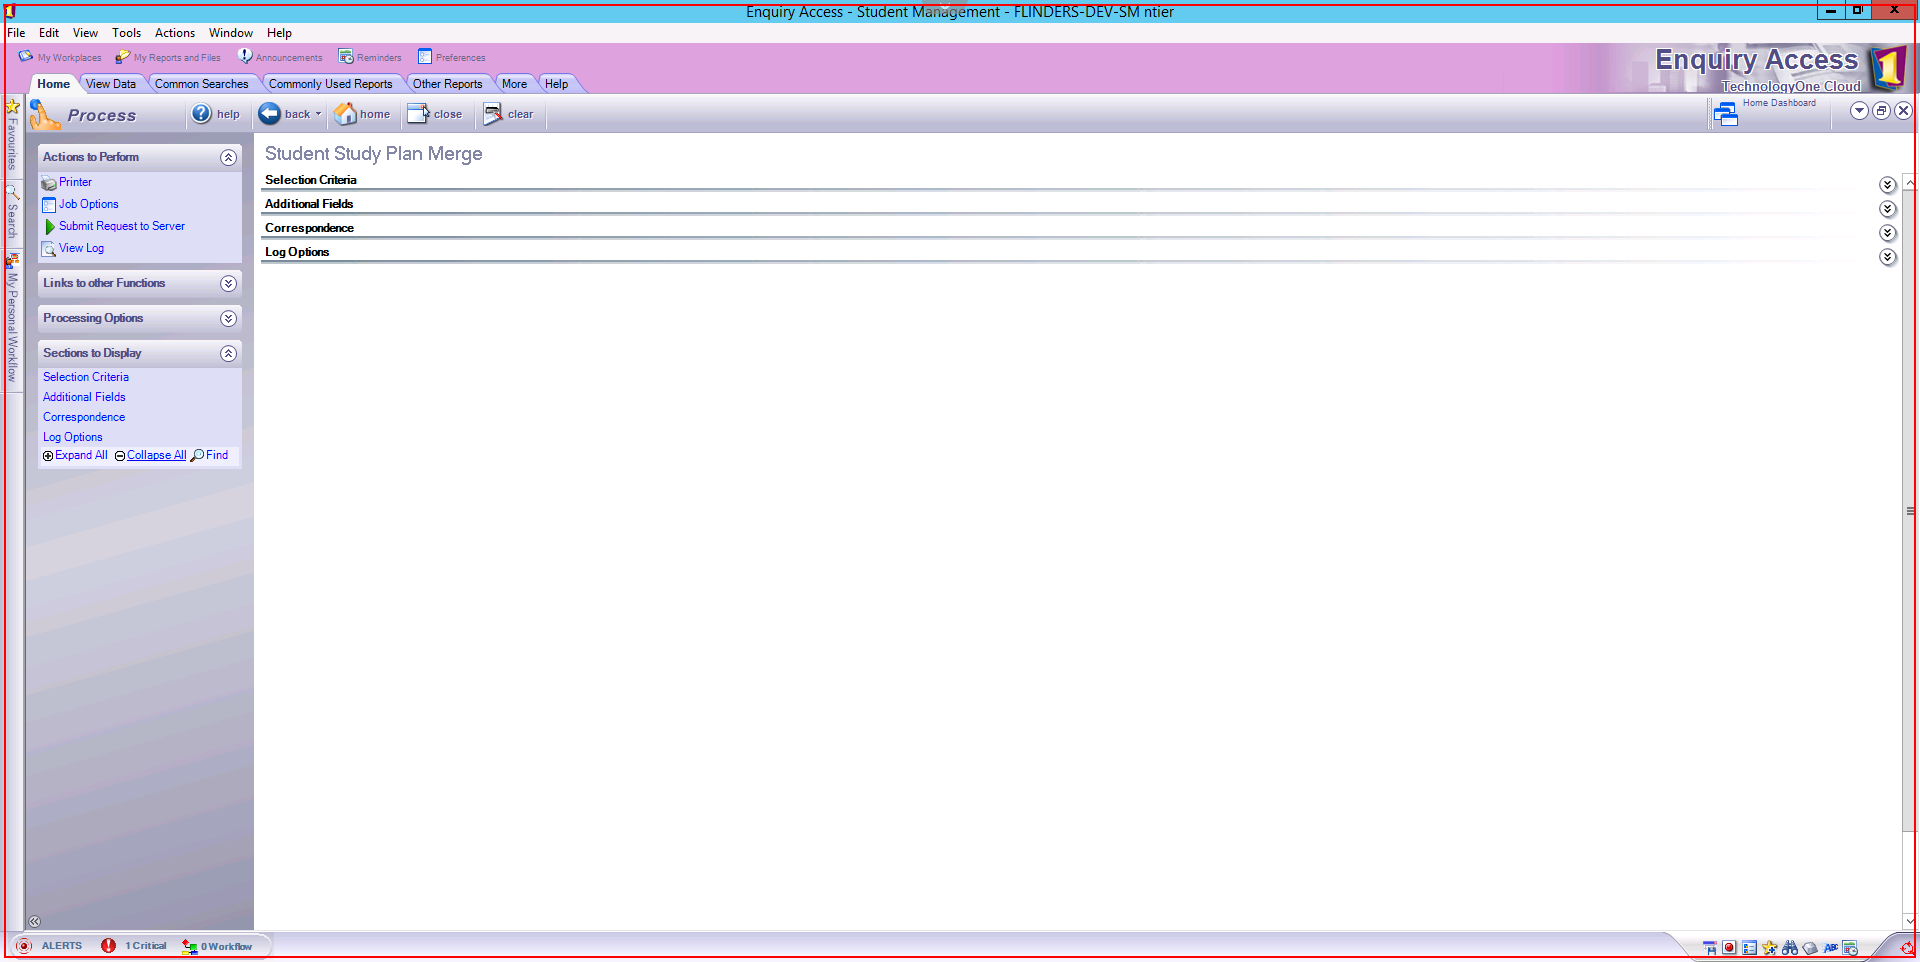 Enquiry Access - Student Management - FLINDERS-DEV-SM ntier
File Edit View Tools Actions Window Help
My Workplaces My Reports and Files Announcements Reminders Preferences
Enquiry Access
TechnologyOne Cloud
Home View Data Common Searches Commonly Used Reports Other Reports More Help
Process help back home close clear
Home Dashboard
Favourites
Search
My Personal Workflow
Actions to Perform
Printer
Job Options
Submit Request to Server
View Log
Links to other Functions
Processing Options
Sections to Display
Selection Criteria
Additional Fields
Correspondence
Log Options
Expand All Collapse All Find
Student Study Plan Merge
Selection Criteria
Additional Fields
Correspondence
Log Options
ALERTS 1 Critical 0 Workflow
ABC